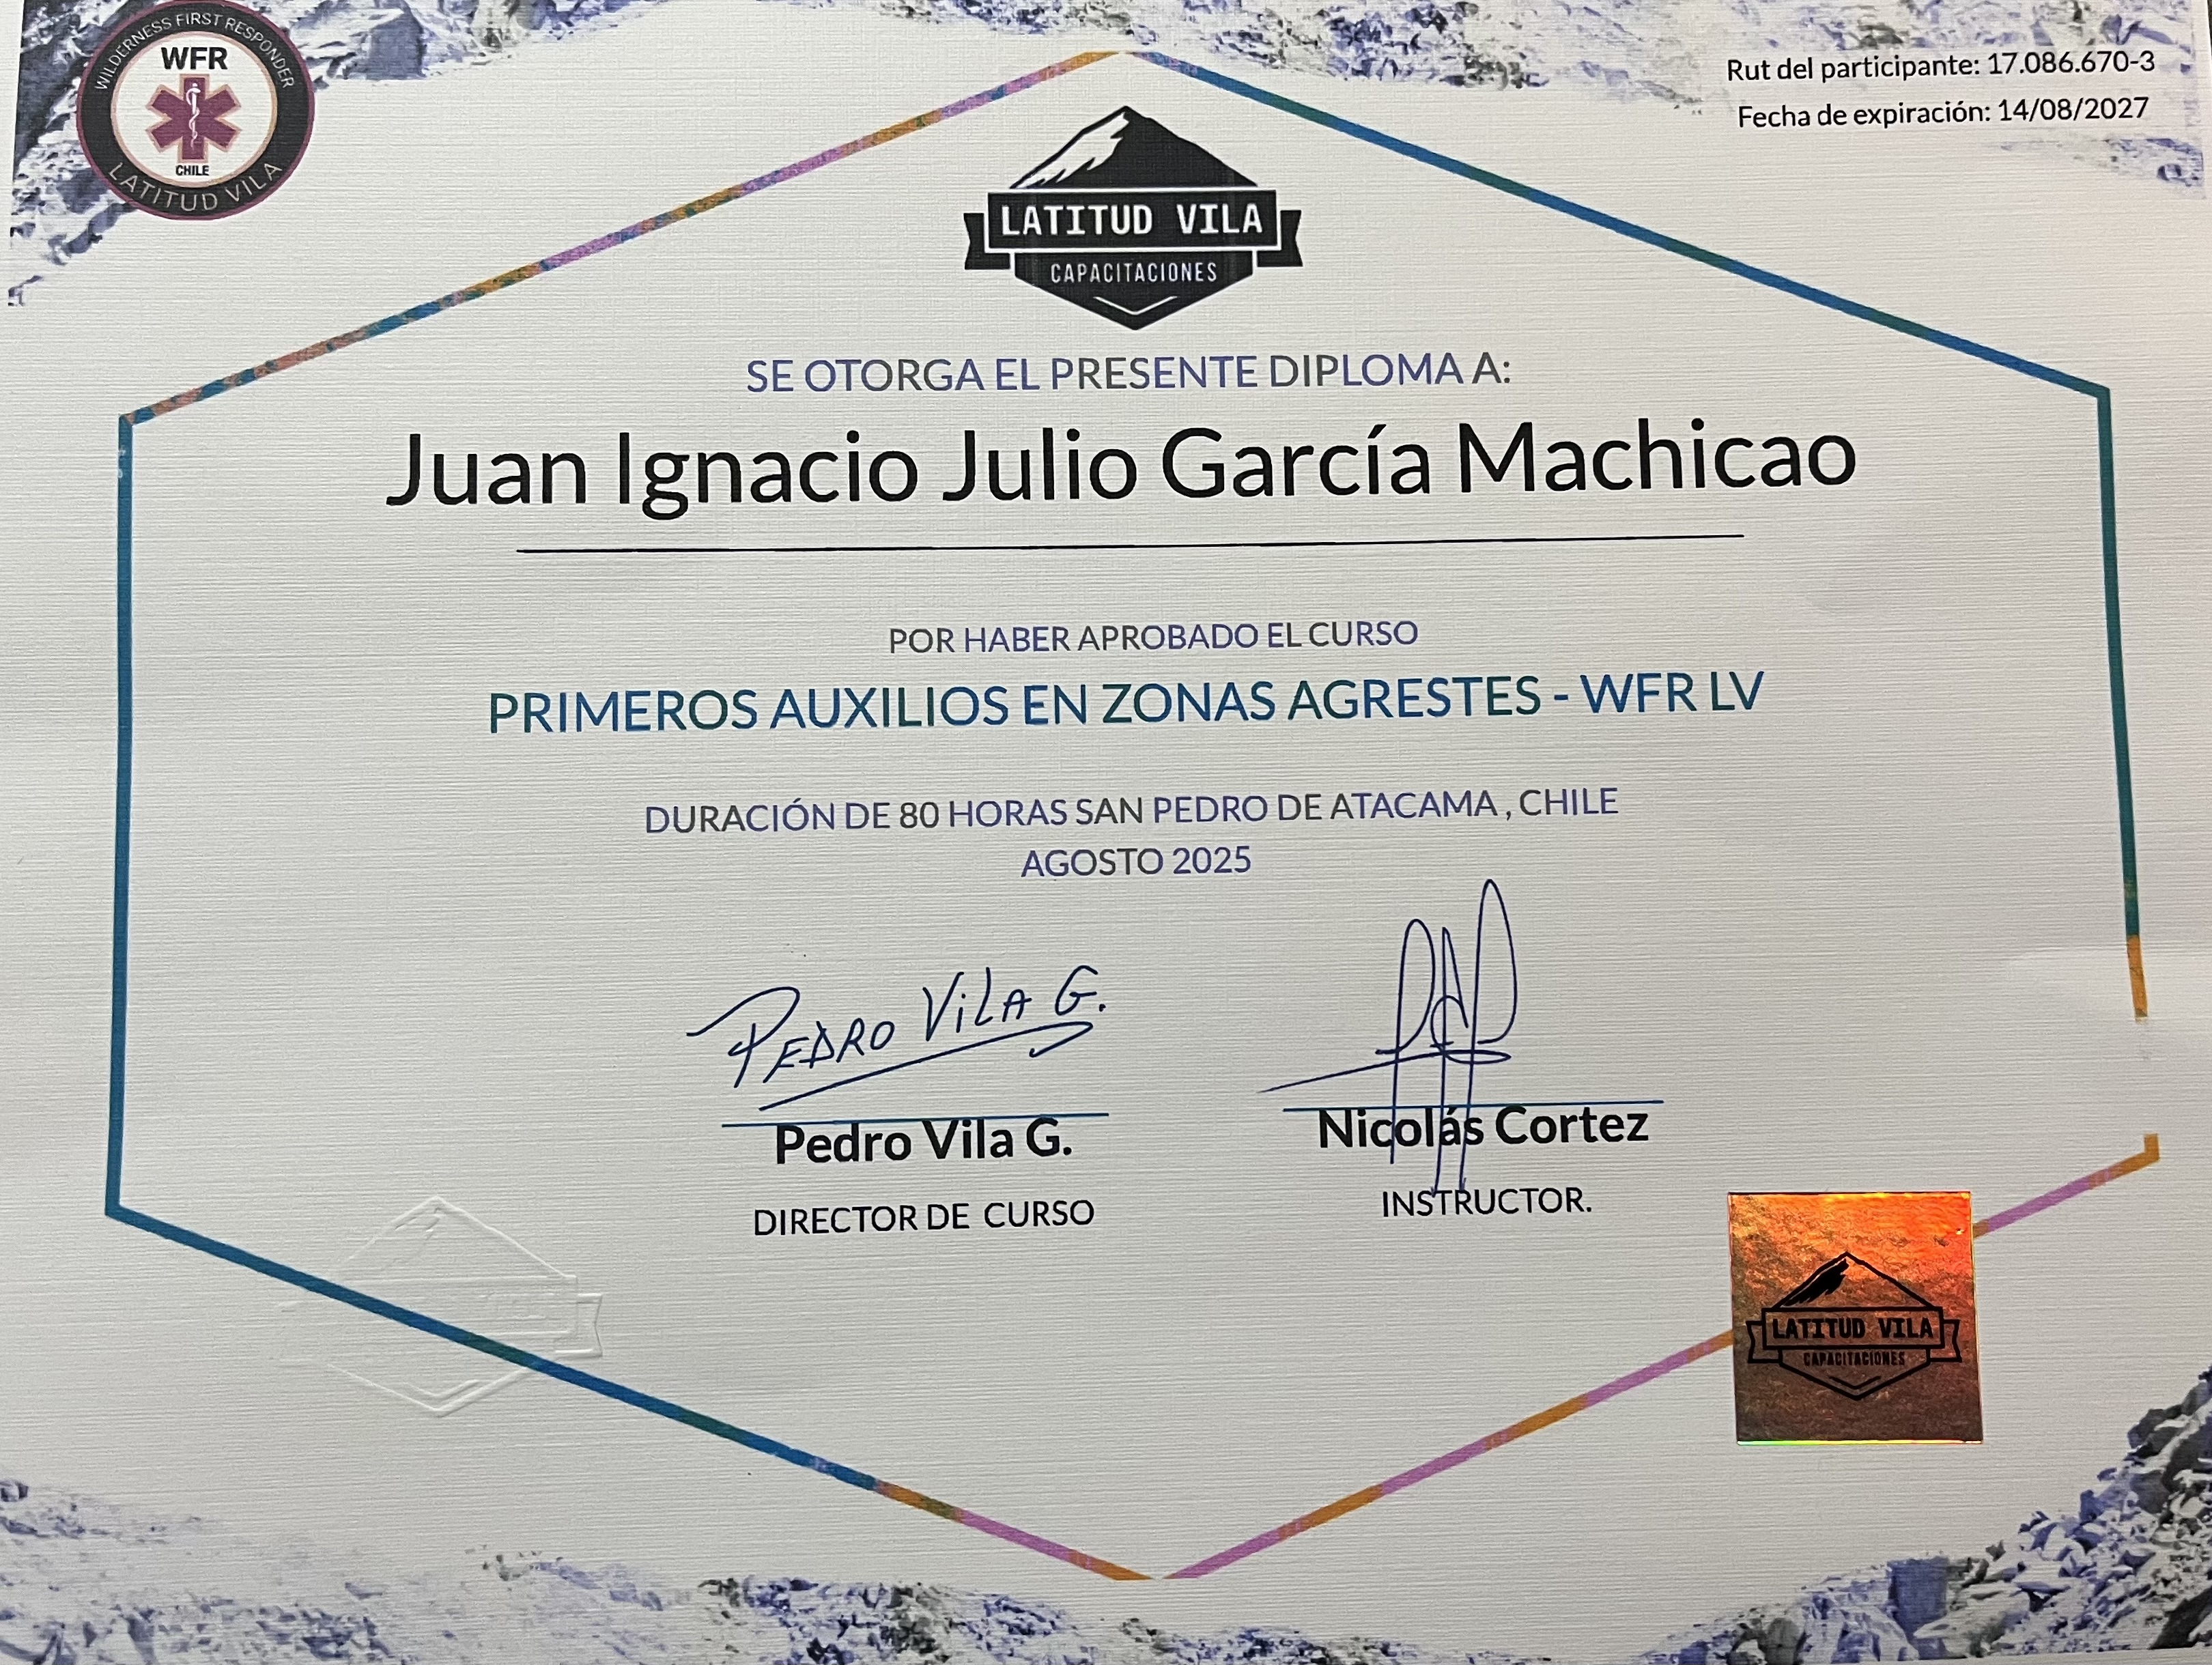 WILDERNESS FIRST RESPONDER
WFR
CHILE
LATITUD VILA
Rut del participante: 17.086.670-3
Fecha de expiración: 14/08/2027
LATITUD VILA
CAPACITACIONES
SE OTORGA EL PRESENTE DIPLOMA A:
Juan Ignacio Julio García Machicao
POR HABER APROBADO EL CURSO
PRIMEROS AUXILIOS EN ZONAS AGRESTES - WFR LV
DURACIÓN DE 80 HORAS SAN PEDRO DE ATACAMA , CHILE
AGOSTO 2025
PEDRO VILA G.
Pedro Vila G.
DIRECTOR DE CURSO
Nicolás Cortez
INSTRUCTOR.
LATITUD VILA
CAPACITACIONES